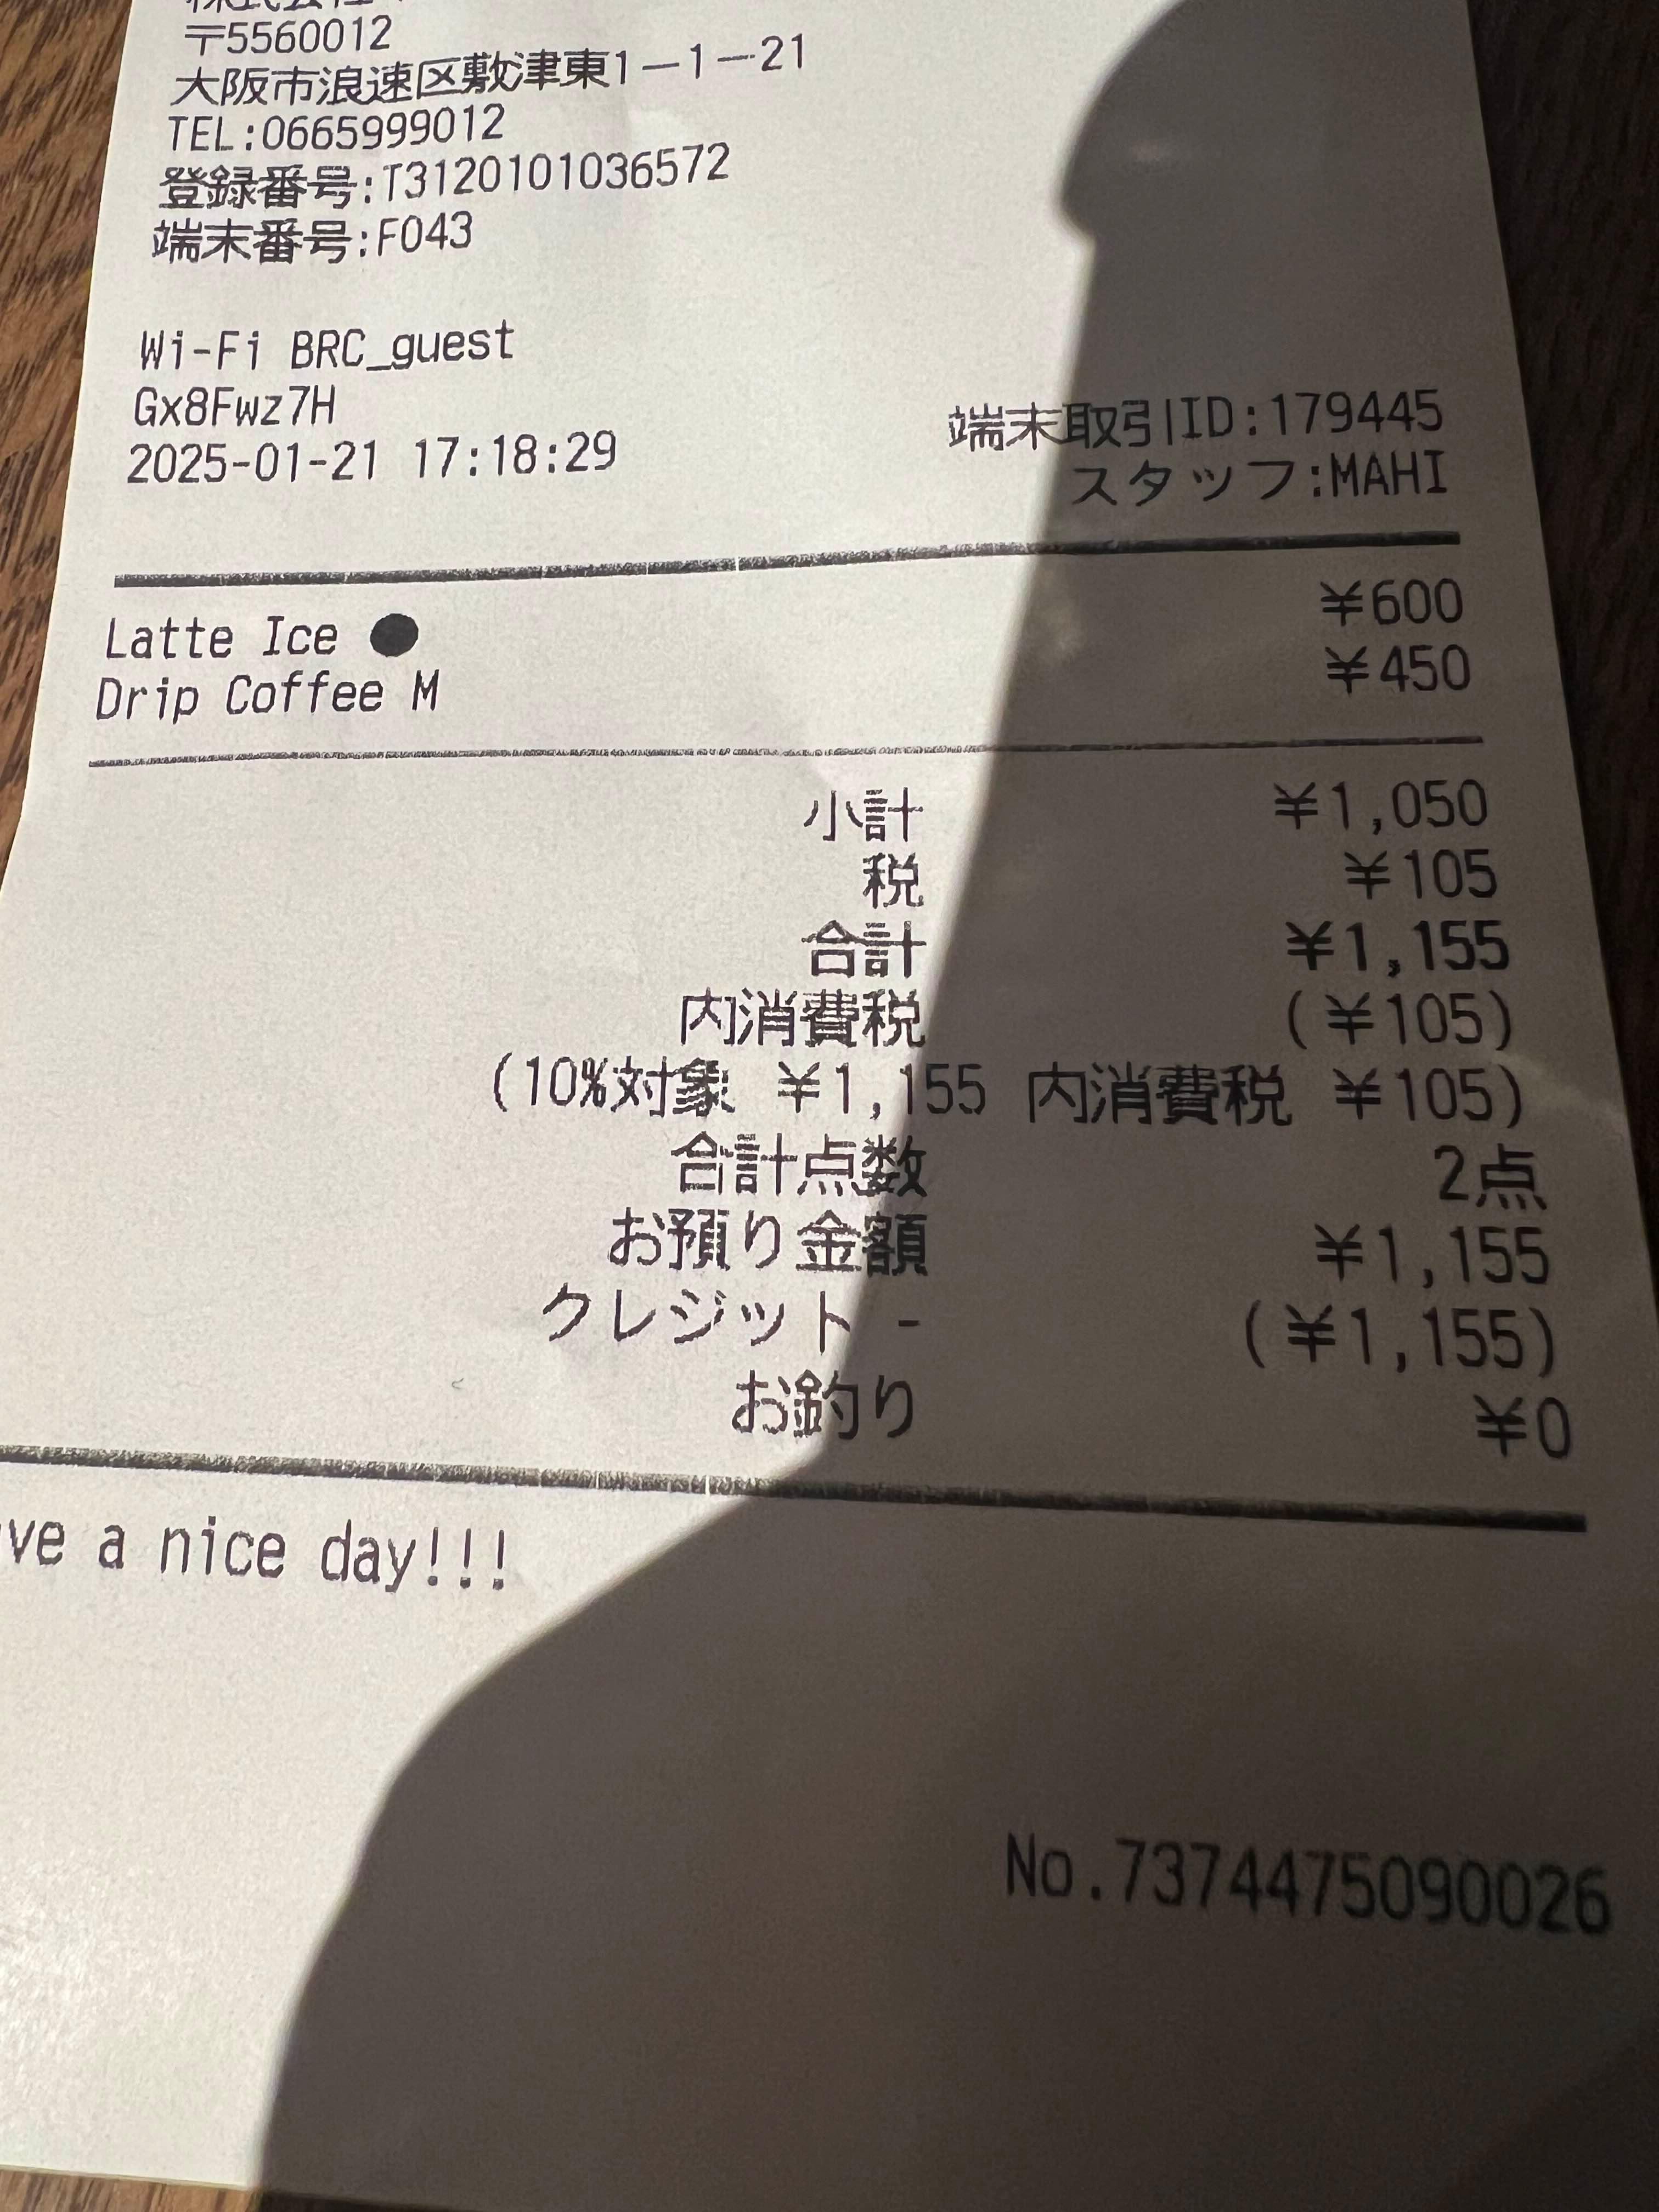 株式会社
〒5560012
大阪市浪速区敷津東1－1－21
TEL:0665999012
登録番号:T3120101036572
端末番号:F043
Wi-Fi BRC_guest
Gx8Fwz7H
2025-01-21 17:18:29 端末取引ID:179445
スタッフ:MAHI
Latte Ice ● ¥600
Drip Coffee M ¥450
小計 ¥1,050
税 ¥105
合計 ¥1,155
内消費税 (¥105)
(10%対象 ¥1,155 内消費税 ¥105)
合計点数 2点
お預り金額 ¥1,155
クレジット - (¥1,155)
お釣り ¥0
ve a nice day!!!
No.7374475090026